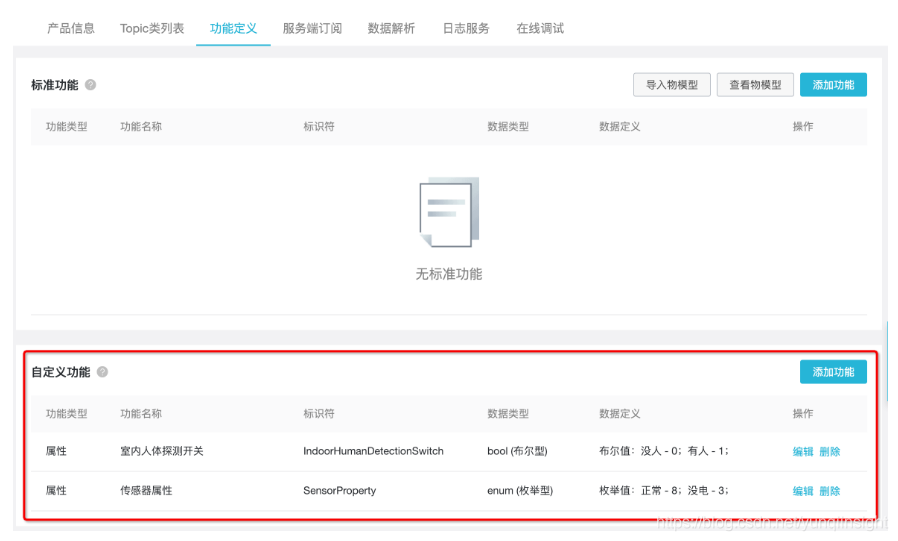 产品信息 Topic类列表 功能定义 服务端订阅 数据解析 日志服务 在线调试
标准功能 ? 导入物模型 查看物模型 添加功能
功能类型 功能名称 标识符 数据类型 数据定义 操作
无标准功能
自定义功能 ? 添加功能
功能类型 功能名称 标识符 数据类型 数据定义 操作
属性 室内人体探测开关 IndoorHumanDetectionSwitch bool (布尔型) 布尔值：没人 - 0；有人 - 1； 编辑 删除
属性 传感器属性 SensorProperty enum (枚举型) 枚举值：正常 - 8；没电 - 3； 编辑 删除
https://blog.csdn.net/yunqiinsight